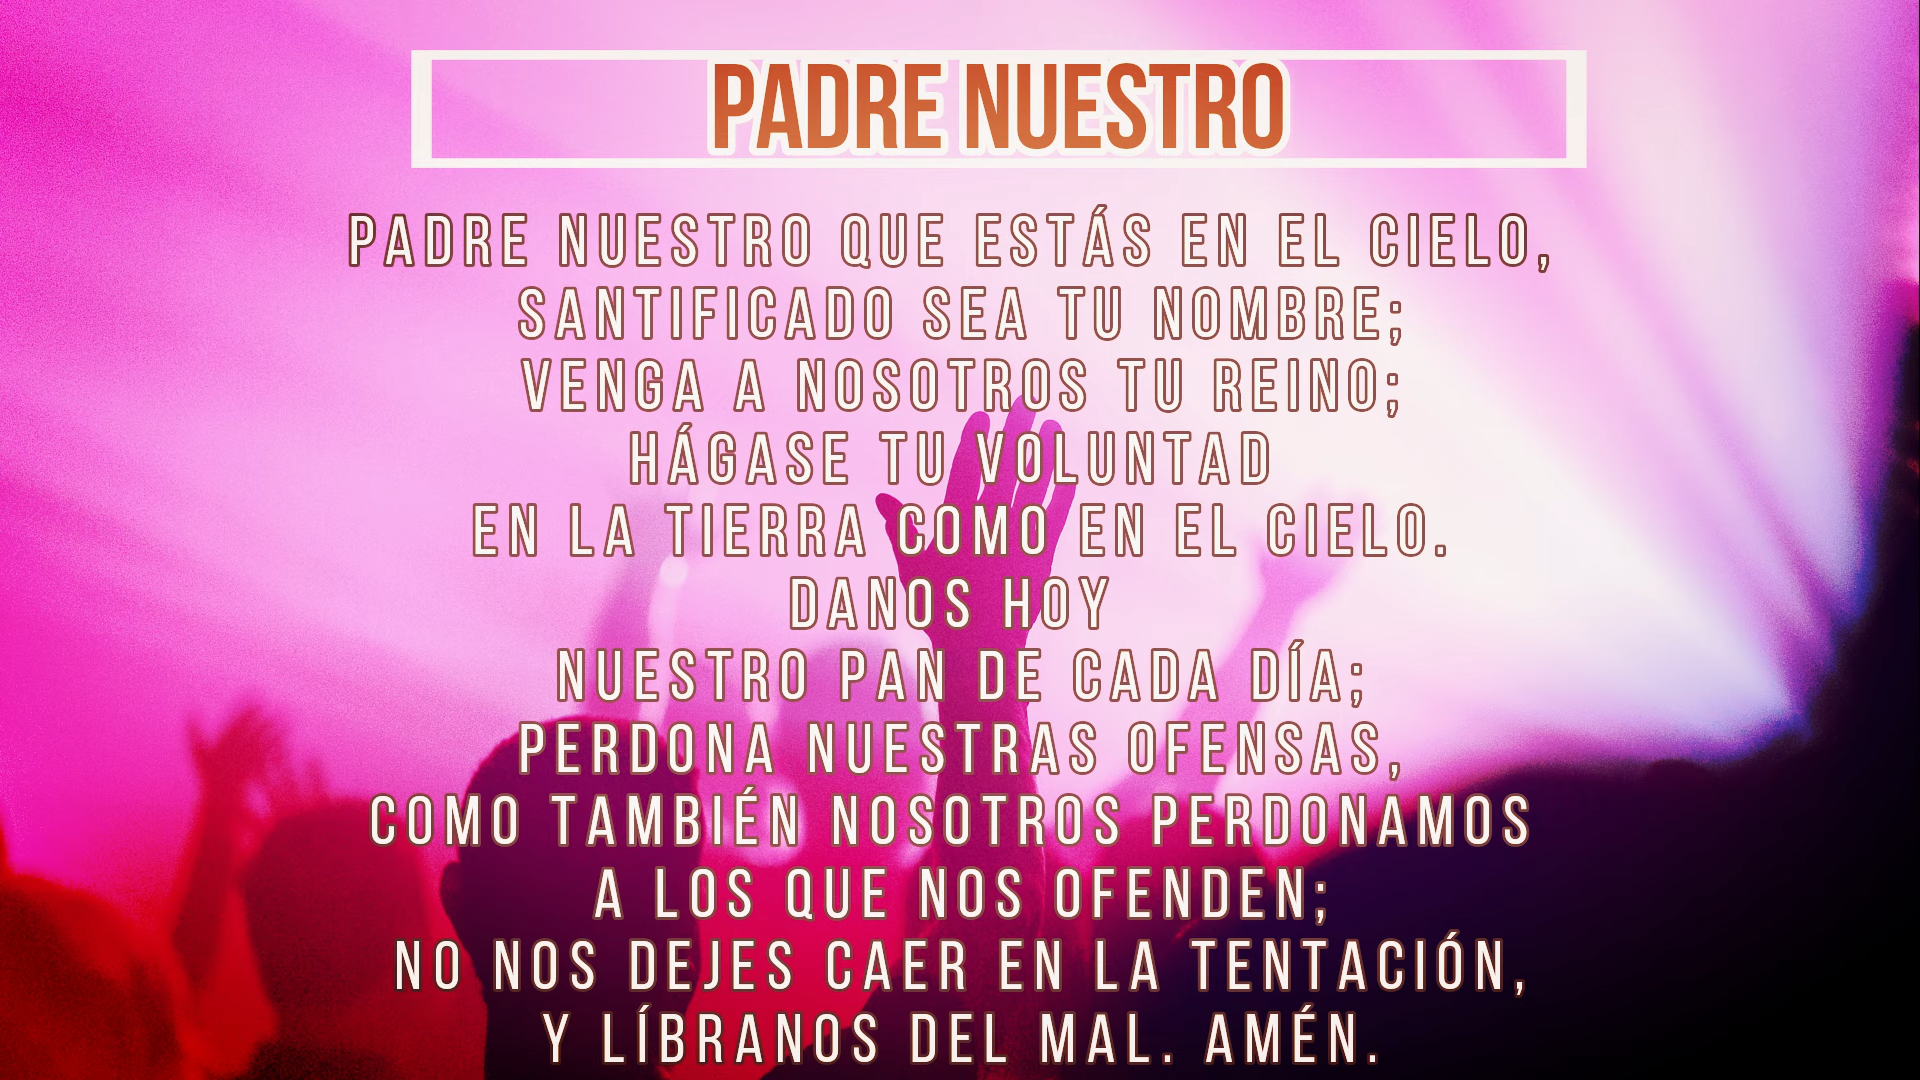 PADRE NUESTRO
PADRE NUESTRO QUE ESTÁS EN EL CIELO,
SANTIFICADO SEA TU NOMBRE;
VENGA A NOSOTROS TU REINO;
HÁGASE TU VOLUNTAD
EN LA TIERRA COMO EN EL CIELO.
DANOS HOY
NUESTRO PAN DE CADA DÍA;
PERDONA NUESTRAS OFENSAS,
COMO TAMBIÉN NOSOTROS PERDONAMOS
A LOS QUE NOS OFENDEN;
NO NOS DEJES CAER EN LA TENTACIÓN,
Y LÍBRANOS DEL MAL. AMÉN.